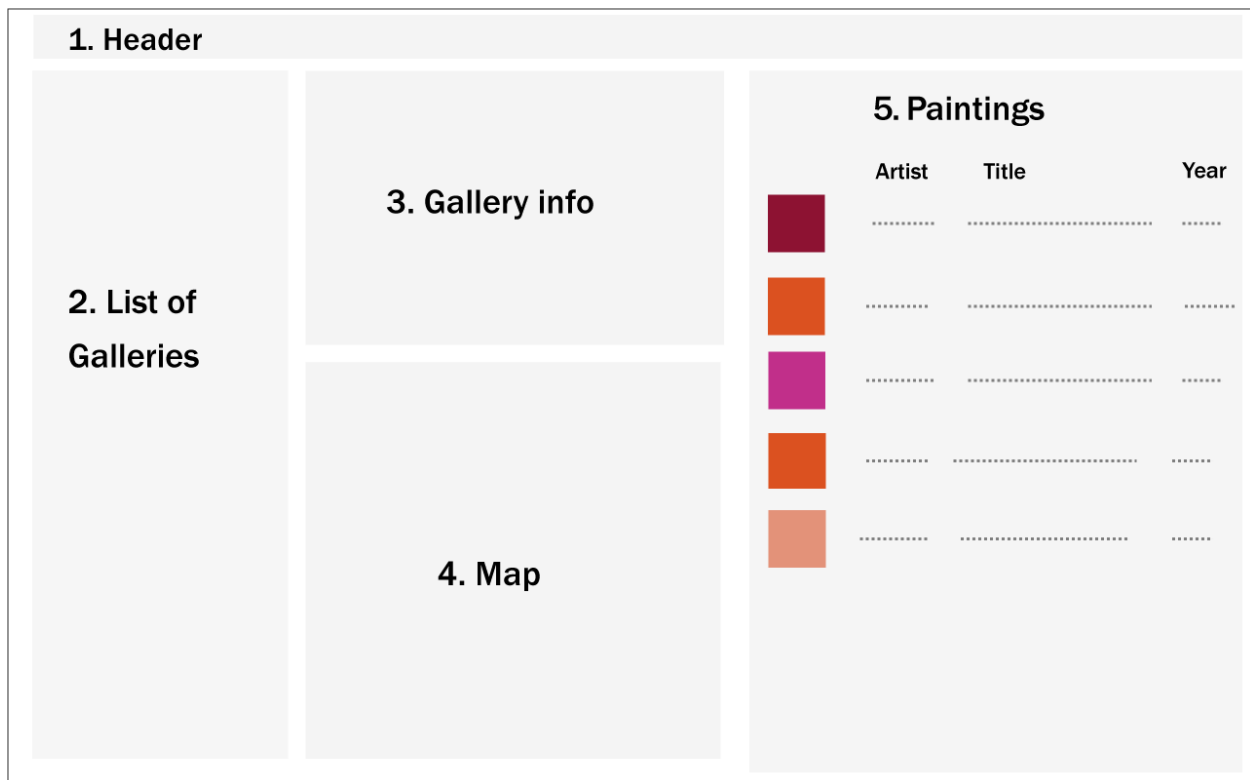 1. Header
2. List of
Galleries
3. Gallery info
4. Map
5. Paintings
Artist Title Year